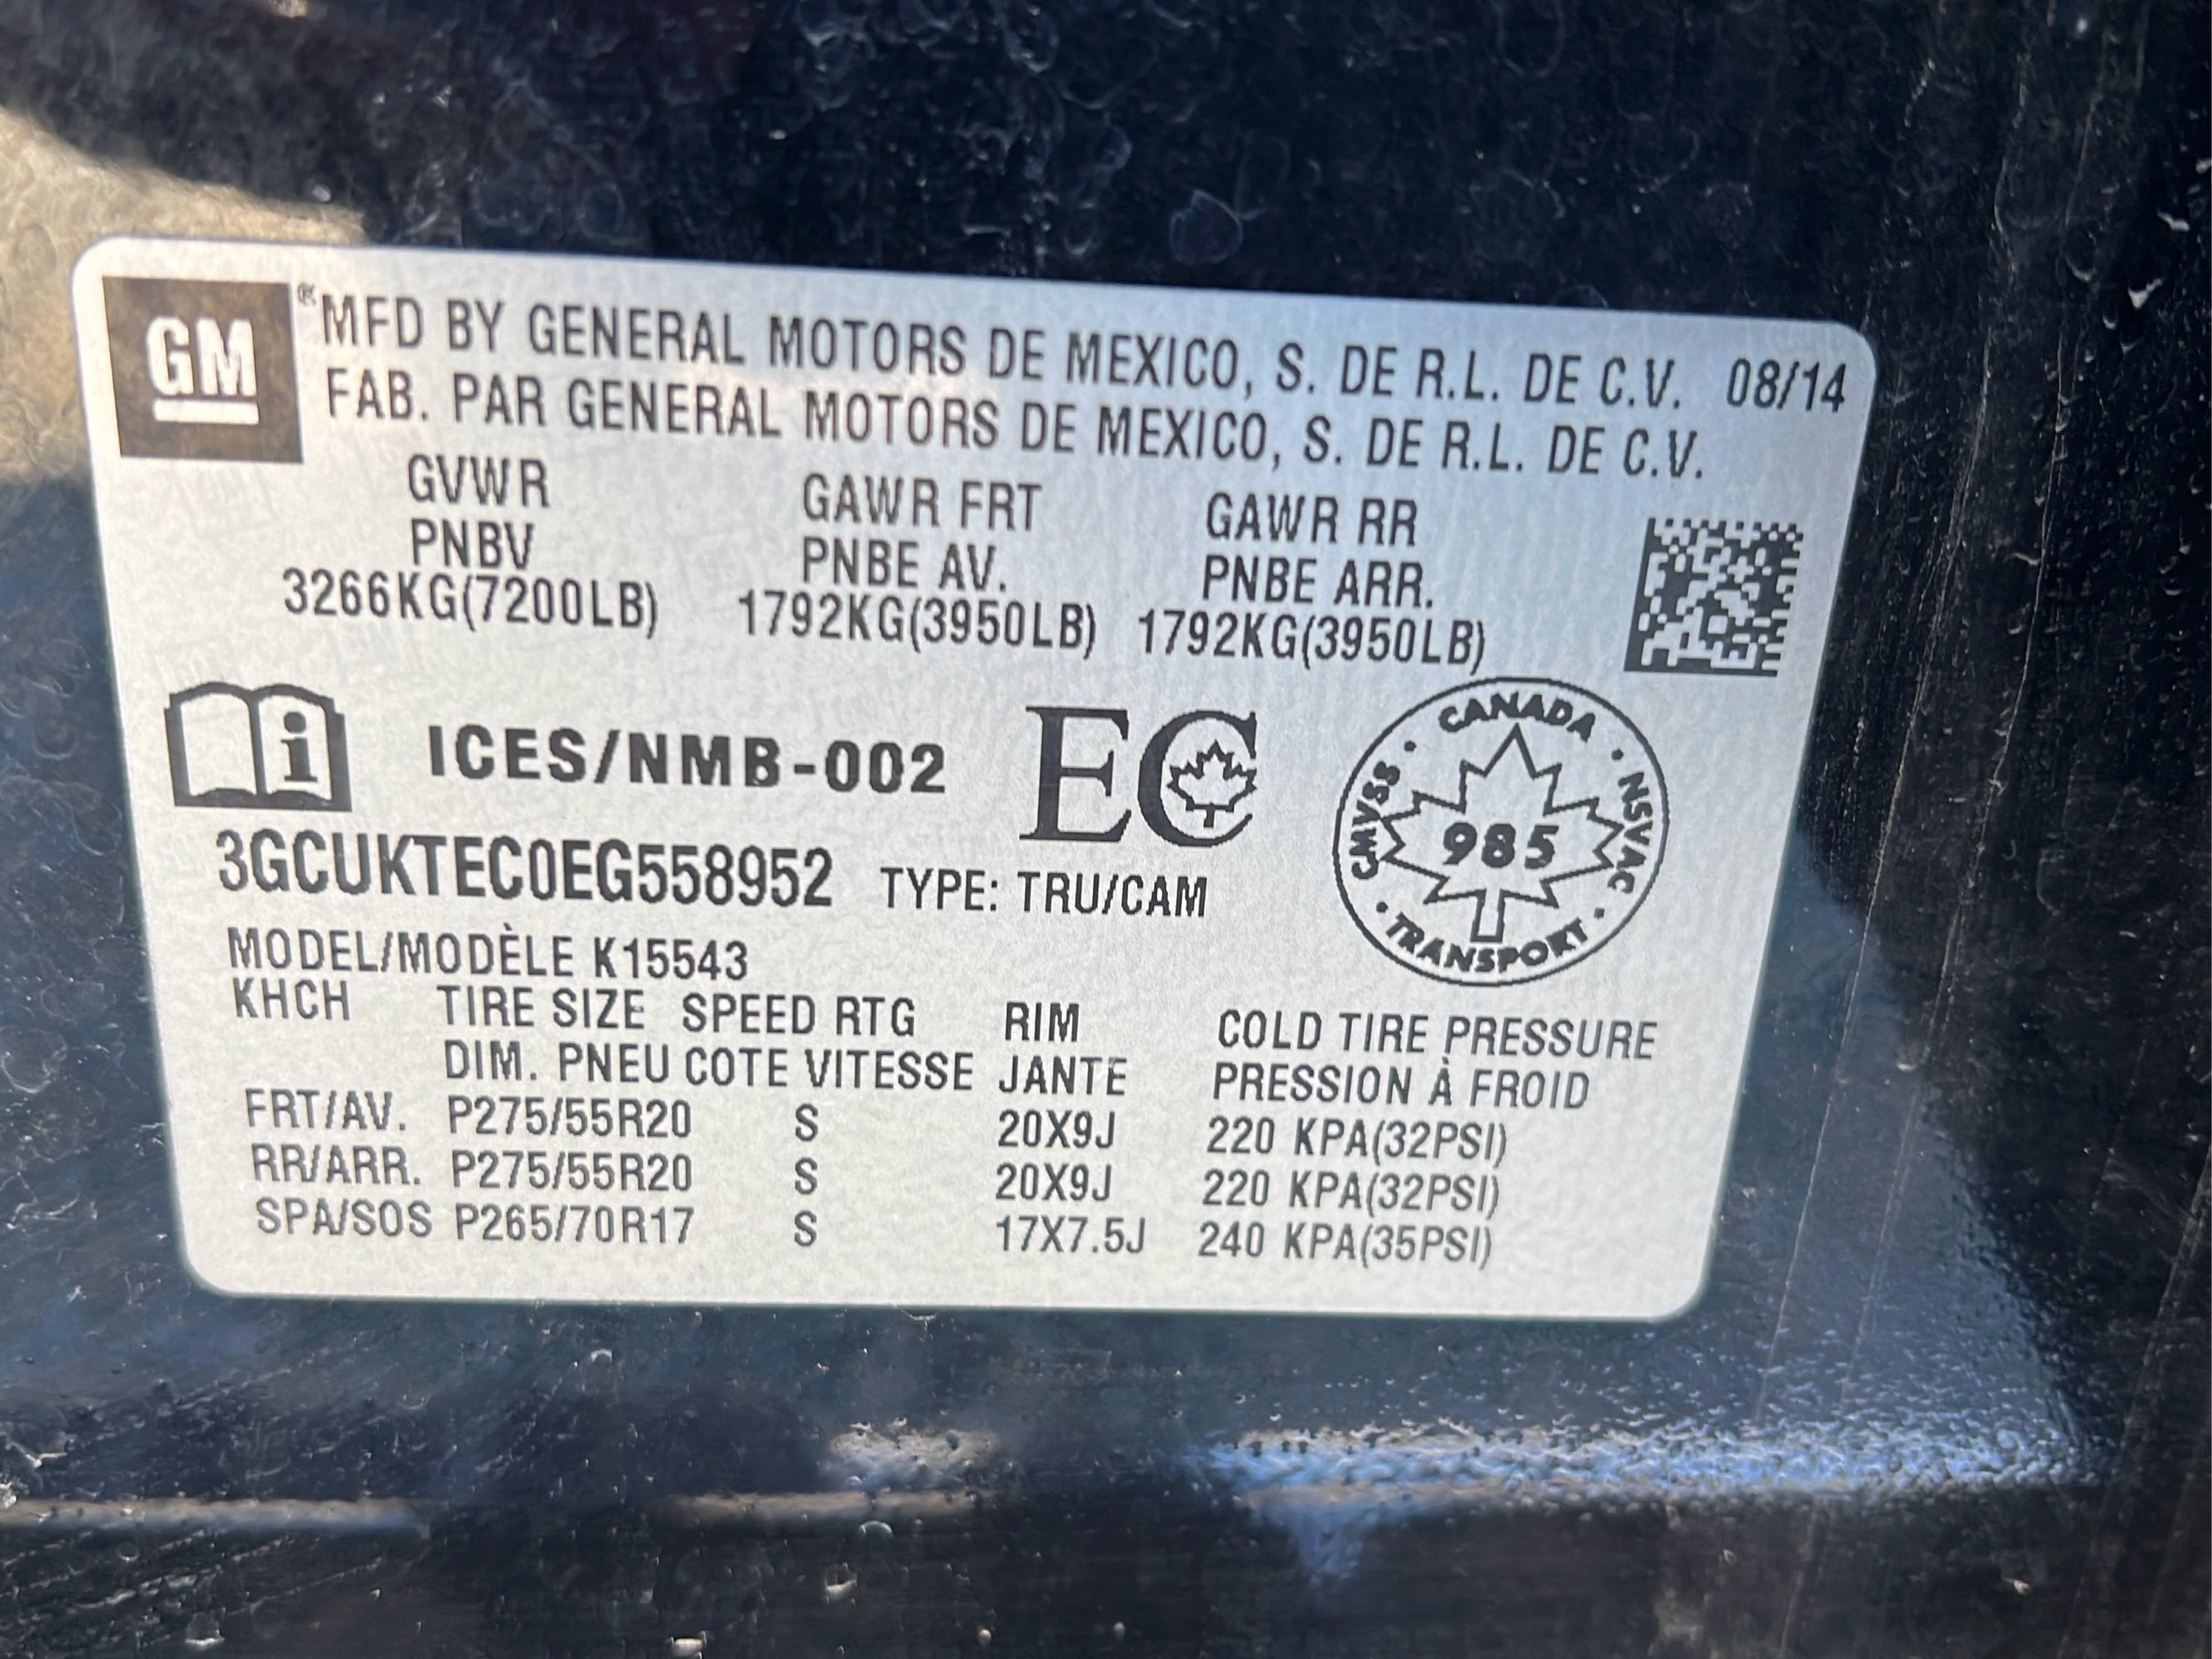 GM ® MFD BY GENERAL MOTORS DE MEXICO, S. DE R.L. DE C.V. 08/14
FAB. PAR GENERAL MOTORS DE MEXICO, S. DE R.L. DE C.V.
GVWR GAWR FRT GAWR RR
PNBV PNBE AV. PNBE ARR.
3266KG(7200LB) 1792KG(3950LB) 1792KG(3950LB)
i ICES/NMB-002 EC
CANADA · NSVAC · TRANSPORT · CMVSS ·
985
3GCUKTEC0EG558952 TYPE: TRU/CAM
MODEL/MODÈLE K15543
KHCH TIRE SIZE SPEED RTG RIM COLD TIRE PRESSURE
DIM. PNEU COTE VITESSE JANTE PRESSION À FROID
FRT/AV. P275/55R20 S 20X9J 220 KPA(32PSI)
RR/ARR. P275/55R20 S 20X9J 220 KPA(32PSI)
SPA/SOS P265/70R17 S 17X7.5J 240 KPA(35PSI)